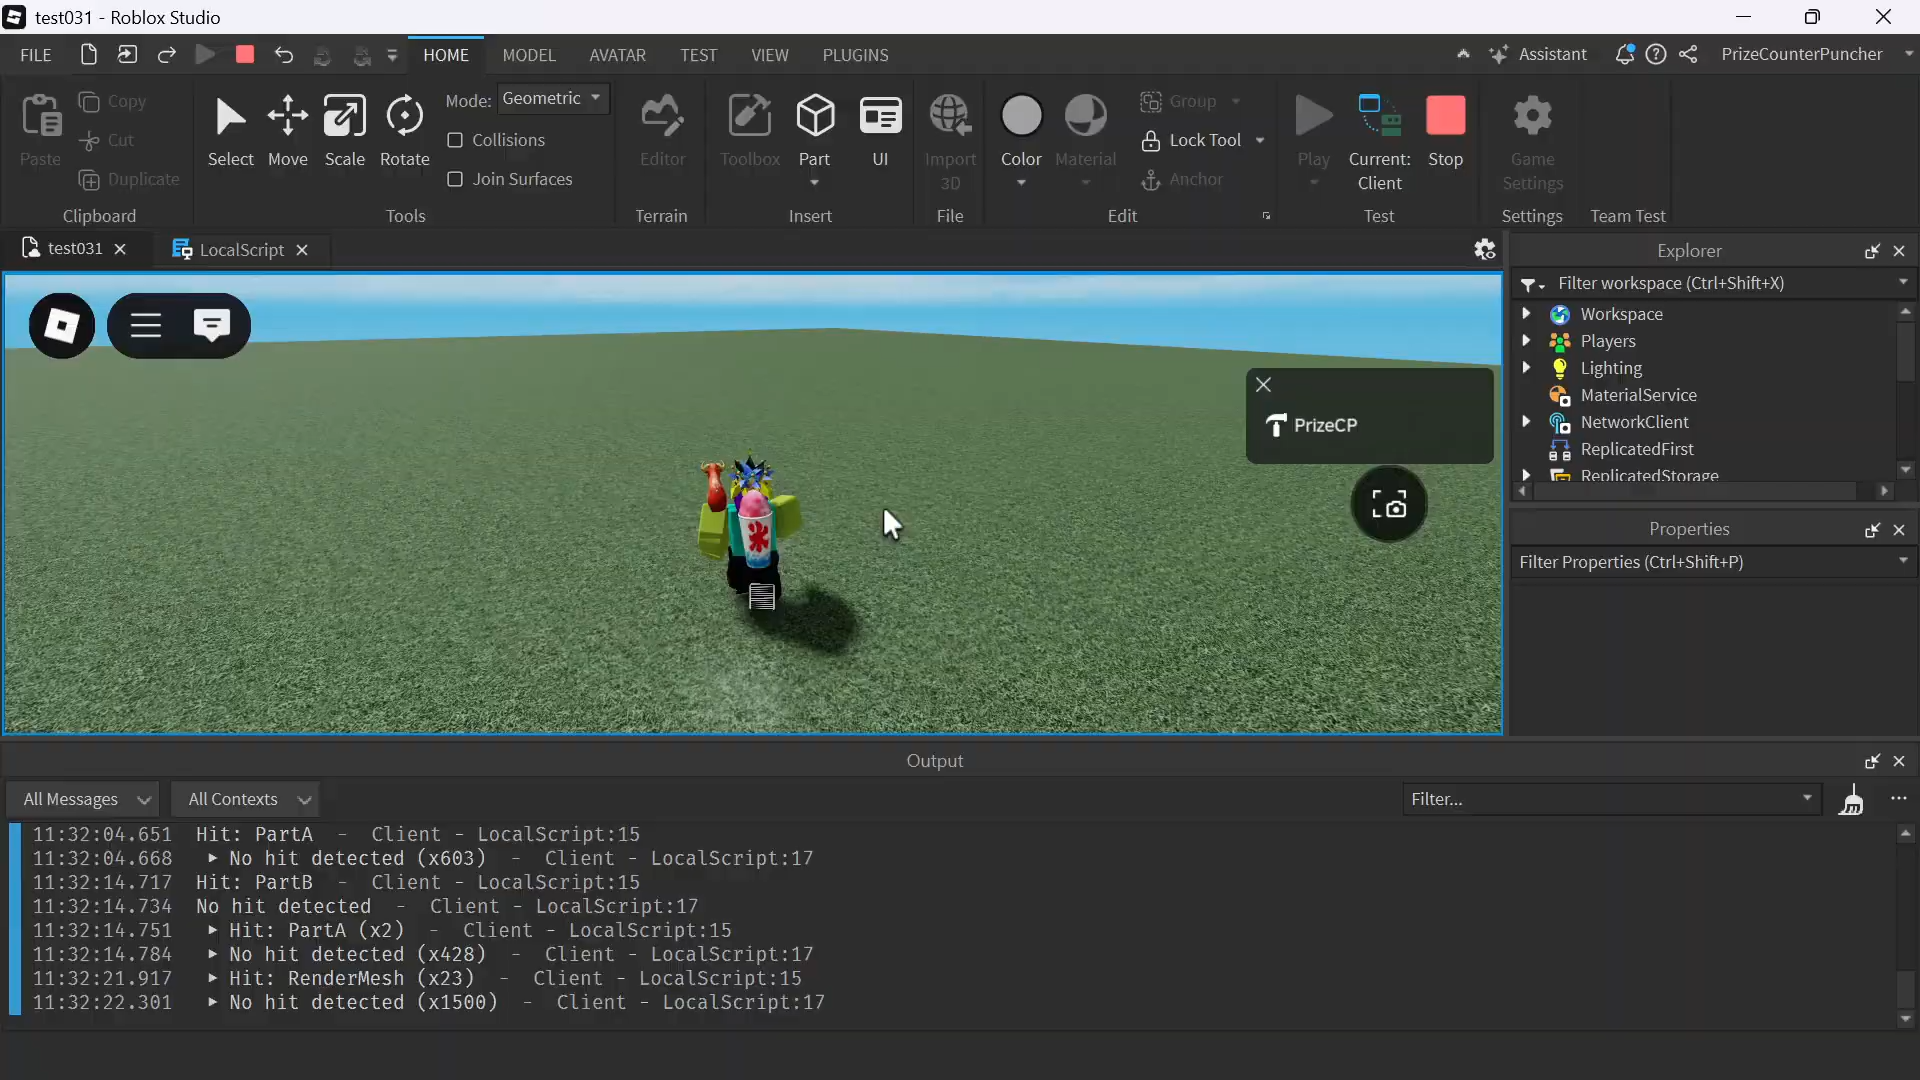 test031 - Roblox Studio
FILE HOME MODEL AVATAR TEST VIEW PLUGINS Assistant PrizeCounterPuncher
Paste Copy Cut Duplicate Clipboard
Select Move Scale Rotate Mode: Geometric Collisions Join Surfaces Tools
Editor Terrain
Toolbox Part UI Insert
Import 3D File
Color Material Group Lock Tool Anchor Edit
Play Current: Client Stop Test
Game Settings Settings
Team Test
test031 LocalScript
PrizeCP
Explorer
Filter workspace (Ctrl+Shift+X)
Workspace
Players
Lighting
MaterialService
NetworkClient
ReplicatedFirst
ReplicatedStorage
Properties
Filter Properties (Ctrl+Shift+P)
Output
All Messages All Contexts Filter...
11:32:04.651 Hit: PartA - Client - LocalScript:15
11:32:04.668 ▶ No hit detected (x603) - Client - LocalScript:17
11:32:14.717 Hit: PartB - Client - LocalScript:15
11:32:14.734 No hit detected - Client - LocalScript:17
11:32:14.751 ▶ Hit: PartA (x2) - Client - LocalScript:15
11:32:14.784 ▶ No hit detected (x428) - Client - LocalScript:17
11:32:21.917 ▶ Hit: RenderMesh (x23) - Client - LocalScript:15
11:32:22.301 ▶ No hit detected (x1500) - Client - LocalScript:17